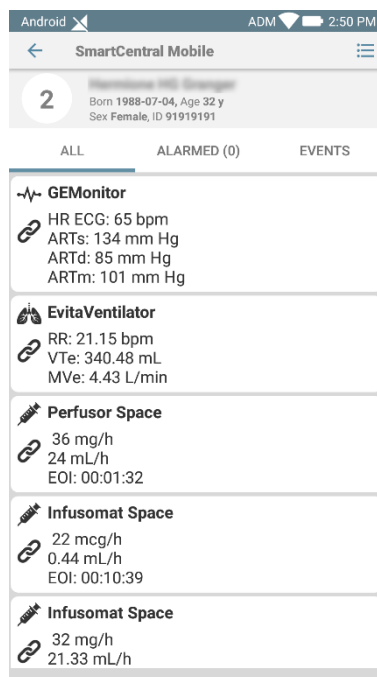 Android ADM 2:50 PM
SmartCentral Mobile
2
Born 1988-07-04, Age 32 y
Sex Female, ID 91919191
ALL ALARMED (0) EVENTS
GEMonitor
HR ECG: 65 bpm
ARTs: 134 mm Hg
ARTd: 85 mm Hg
ARTm: 101 mm Hg
EvitaVentilator
RR: 21.15 bpm
VTe: 340.48 mL
MVe: 4.43 L/min
Perfusor Space
36 mg/h
24 mL/h
EOI: 00:01:32
Infusomat Space
22 mcg/h
0.44 mL/h
EOI: 00:10:39
Infusomat Space
32 mg/h
21.33 mL/h